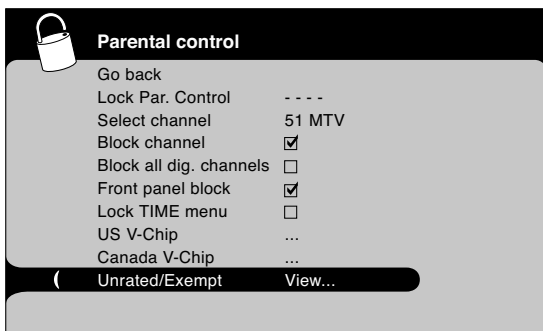 Parental control
Go back
Lock Par. Control - - - -
Select channel 51 MTV
Block channel ☑
Block all dig. channels ☐
Front panel block ☑
Lock TIME menu ☐
US V-Chip ...
Canada V-Chip ...
Unrated/Exempt View...